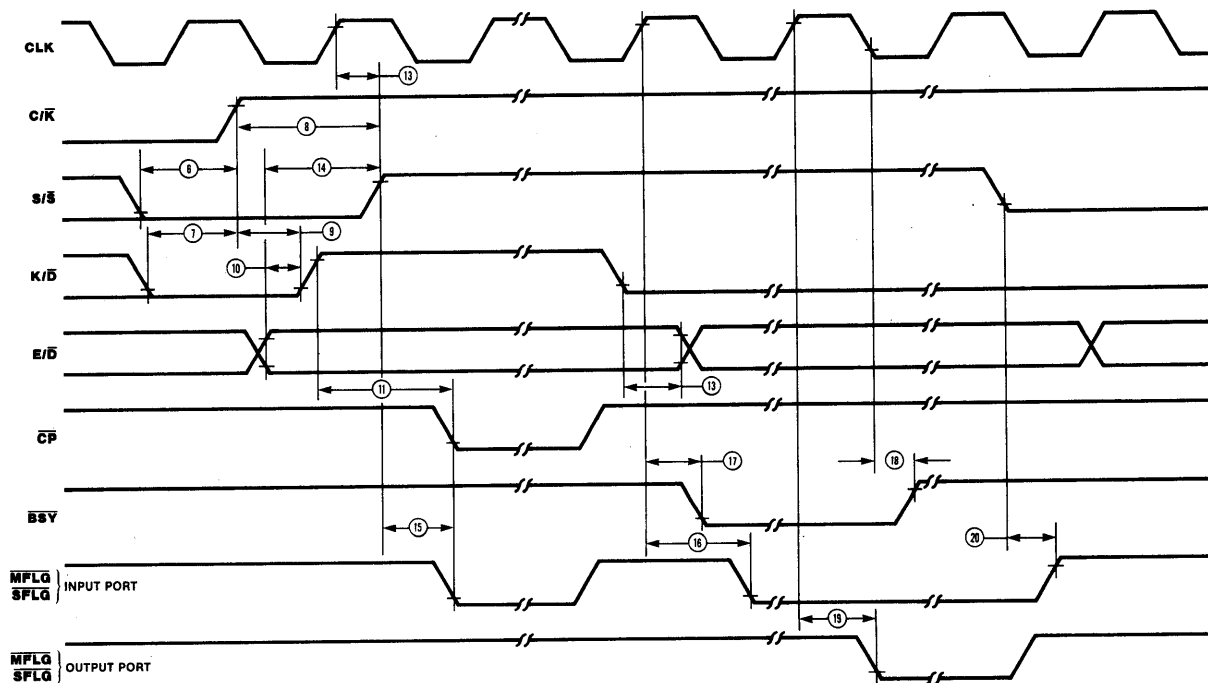 CLK
13
C/K̅
8
6
14
S/S̅
7
9
10
K/D̅
E/D̅
11
13
C̅P̅
17
18
B̅S̅Y̅
15
16
20
M̅F̅L̅G̅
S̅F̅L̅G̅ } INPUT PORT
19
M̅F̅L̅G̅
S̅F̅L̅G̅ } OUTPUT PORT